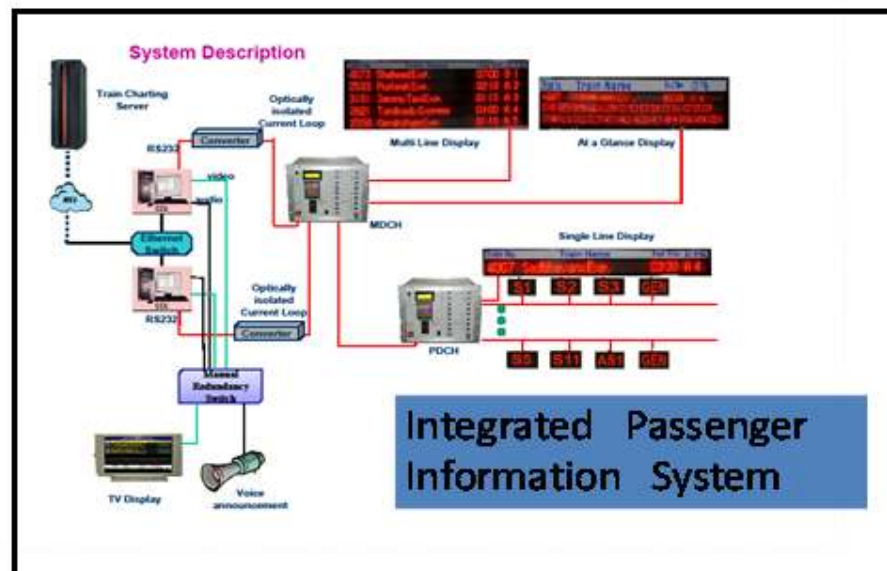 System Description
Train Charting
Server
RS232
Converter
Optically
isolated
Current Loop
video
audio
Multi Line Display
At a Glance Display
MDCH
Ethernet
Switch
Single Line Display
Train Name
S1 S2 S3 GEN
RS232
Optically
isolated
Current Loop
Converter
PDCH
S5 S11 AS1 GEN
Manual
Redundancy
Switch
TV Display
Voice
announcement
Integrated Passenger
Information System